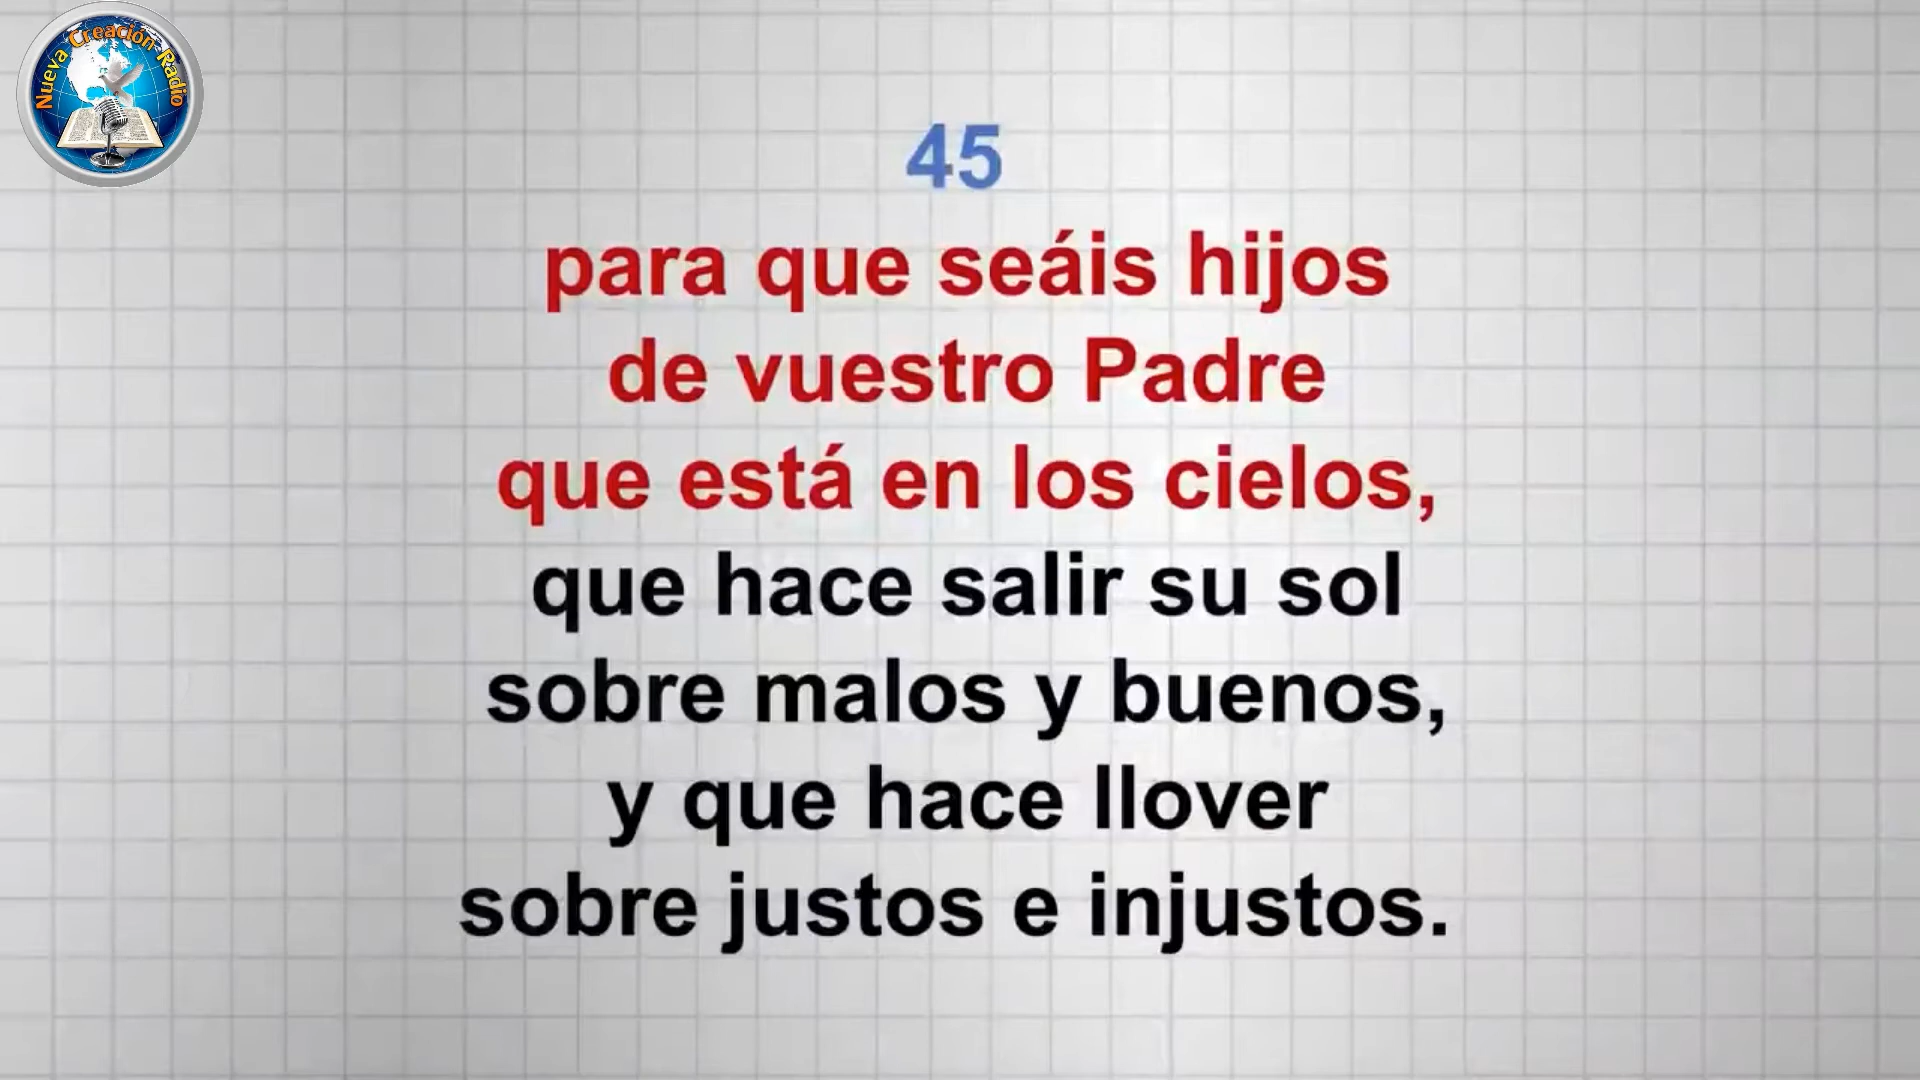 Nueva Creación Radio
45
para que seáis hijos
de vuestro Padre
que está en los cielos,
que hace salir su sol
sobre malos y buenos,
y que hace llover
sobre justos e injustos.